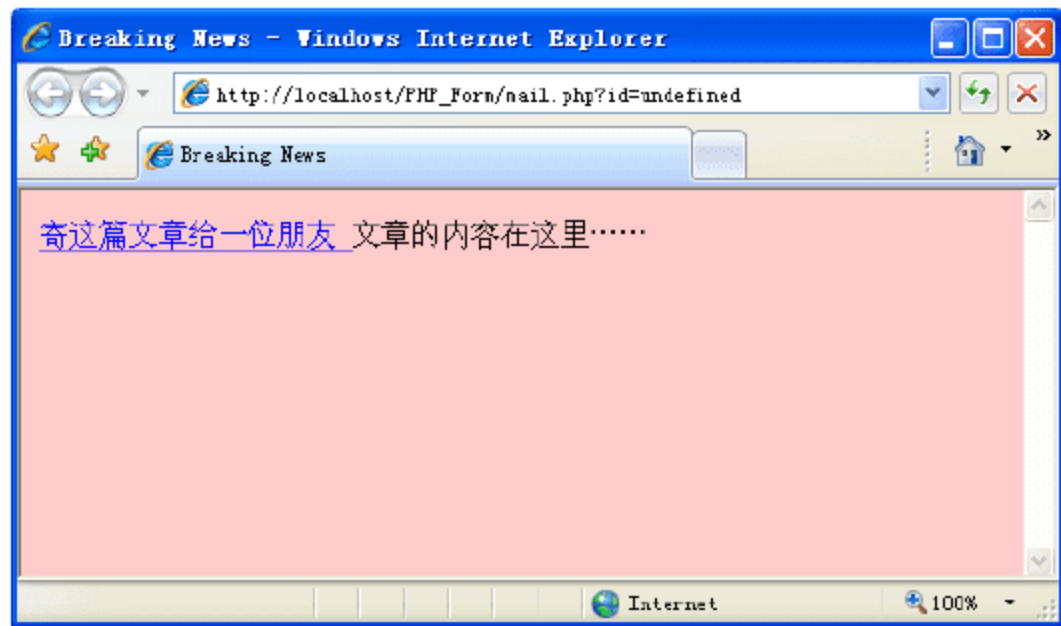 Breaking News - Windows Internet Explorer
http://localhost/PHP_Form/mail.php?id=undefined
Breaking News
寄这篇文章给一位朋友 文章的内容在这里……
Internet
100%